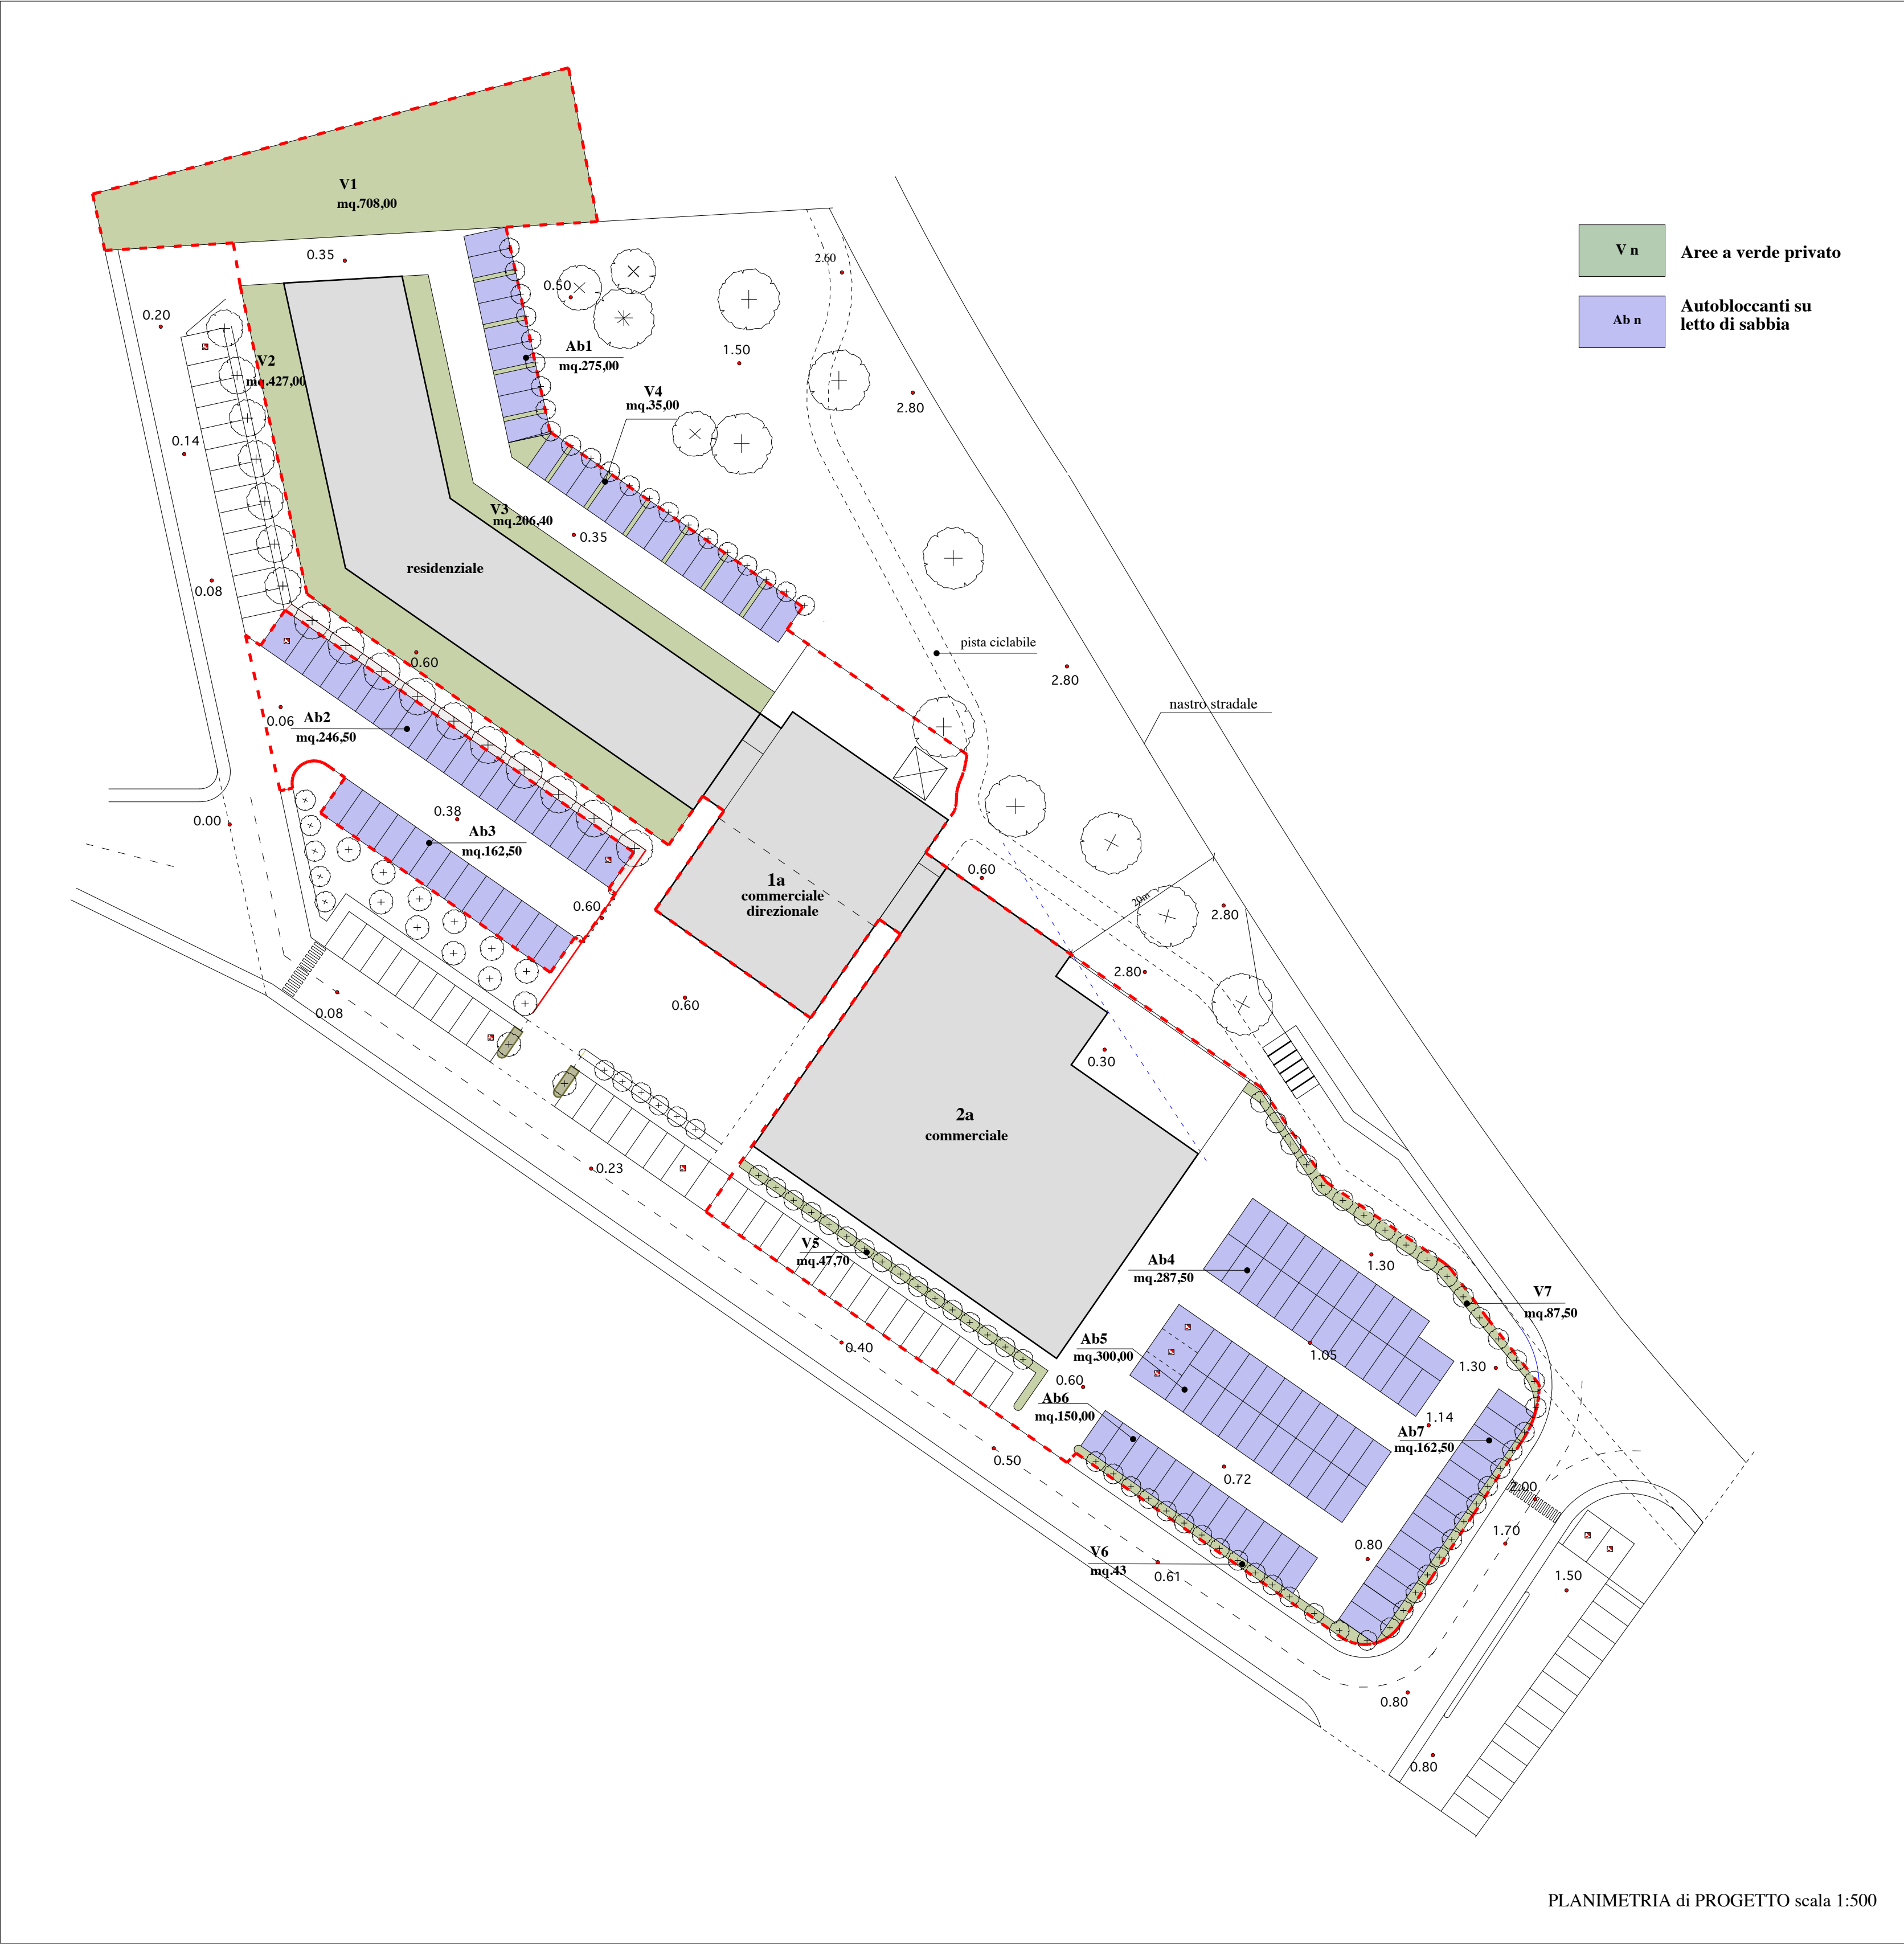 V1
mq.708,00
0.35
2.60
V n
Aree a verde privato
0.50
0.20
Ab n
Autobloccanti su
letto di sabbia
Ab1
mq.275,00
1.50
V2
mq.427,00
V4
mq.35,00
2.80
0.14
V3
mq.206,40
0.35
residenziale
0.08
0.60
pista ciclabile
2.80
nastro stradale
0.06
Ab2
mq.246,50
0.38
0.00
Ab3
mq.162,50
0.60
1a
commerciale
direzionale
20m
0.60
2.80
2.80
0.60
0.08
0.30
2a
commerciale
0.23
V5
mq.47,70
Ab4
mq.287,50
1.30
V7
mq.87,50
0.40
Ab5
mq.300,00
1.05
1.30
0.60
Ab6
mq.150,00
1.14
Ab7
mq.162,50
0.50
0.72
2.00
1.70
V6
mq.43
0.80
0.61
1.50
0.80
0.80
PLANIMETRIA di PROGETTO scala 1:500